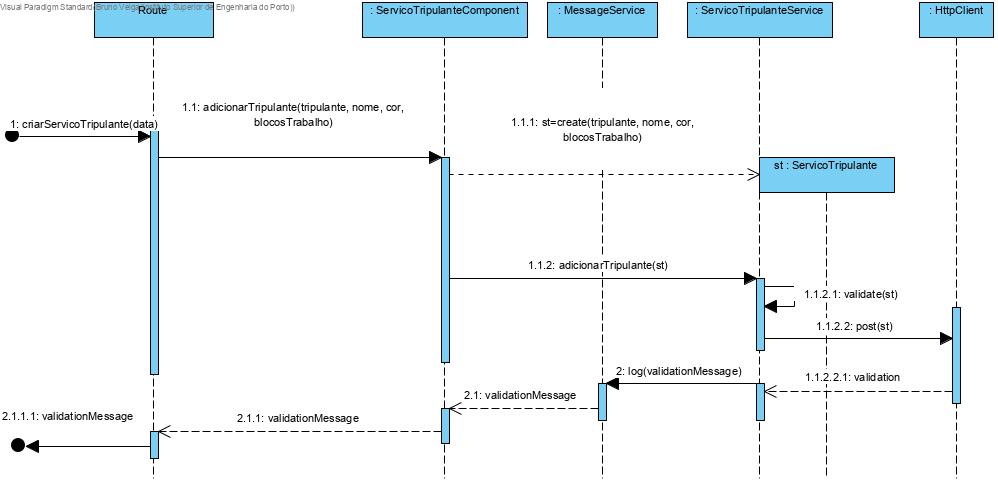 Visual Paradigm Standard(Bruno Veiga(Instituto Superior de Engenharia do Porto))
Route
: ServicoTripulanteComponent
: MessageService
: ServicoTripulanteService
: HttpClient
1: criarServicoTripulante(data)
1.1: adicionarTripulante(tripulante, nome, cor,
blocosTrabalho)
1.1.1: st=create(tripulante, nome, cor,
blocosTrabalho)
st : ServicoTripulante
1.1.2: adicionarTripulante(st)
1.1.2.1: validate(st)
1.1.2.2: post(st)
1.1.2.2.1: validation
2: log(validationMessage)
2.1: validationMessage
2.1.1: validationMessage
2.1.1.1: validationMessage